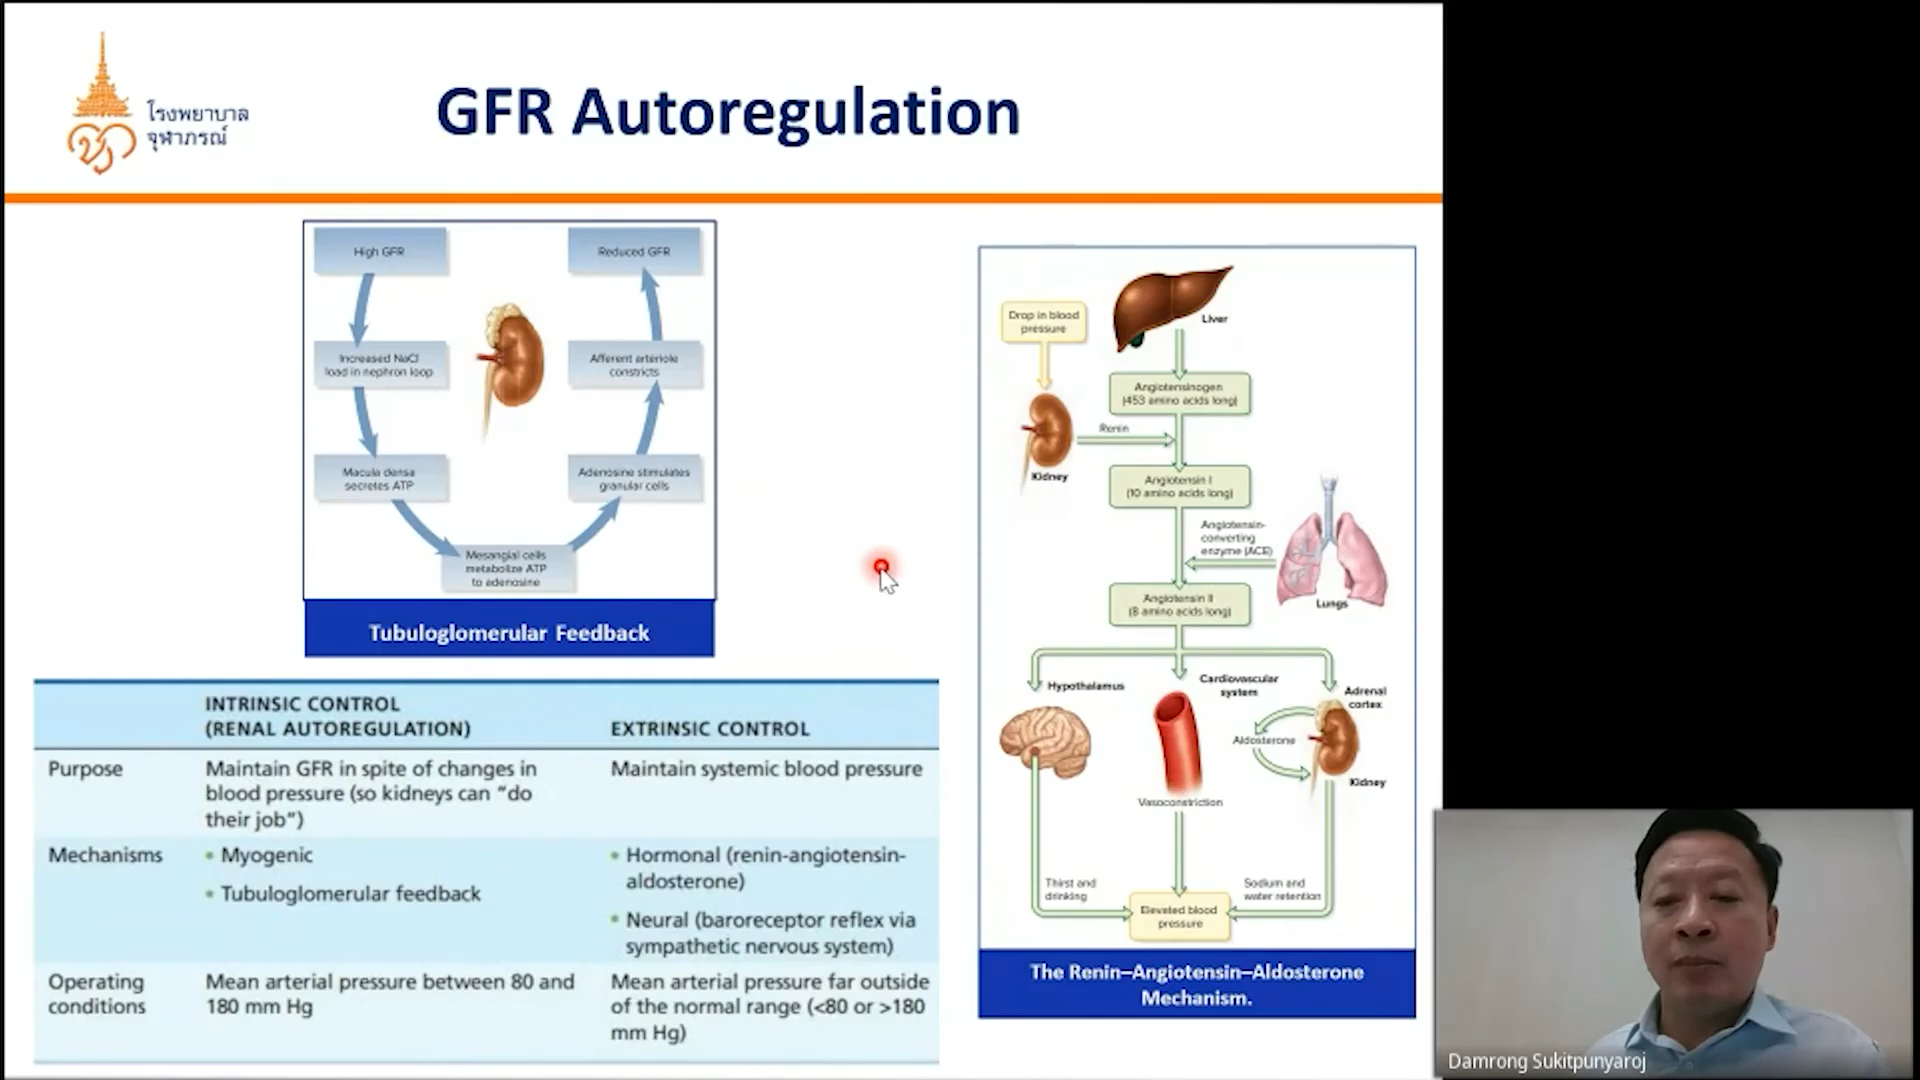 โรงพยาบาล
จุฬาภรณ์
GFR Autoregulation
High GFR
Increased NaCl
load in nephron loop
Macula densa
secretes ATP
Mesangial cells
metabolize ATP
to adenosine
Adenosine stimulates
granular cells
Afferent arteriole
constricts
Reduced GFR
Tubuloglomerular Feedback
INTRINSIC CONTROL
(RENAL AUTOREGULATION)
EXTRINSIC CONTROL
Purpose
Maintain GFR in spite of changes in
blood pressure (so kidneys can "do
their job")
Maintain systemic blood pressure
Mechanisms
• Myogenic
• Tubuloglomerular feedback
• Hormonal (renin-angiotensin-
aldosterone)
• Neural (baroreceptor reflex via
sympathetic nervous system)
Operating
conditions
Mean arterial pressure between 80 and
180 mm Hg
Mean arterial pressure far outside
of the normal range (<80 or >180
mm Hg)
Drop in blood
pressure
Liver
Angiotensinogen
(453 amino acids long)
Renin
Kidney
Angiotensin I
(10 amino acids long)
Angiotensin-
converting
enzyme (ACE)
Lungs
Angiotensin II
(8 amino acids long)
Hypothalamus
Cardiovascular
system
Adrenal
cortex
Aldosterone
Kidney
Vasoconstriction
Thirst and
drinking
Sodium and
water retention
Elevated blood
pressure
The Renin–Angiotensin–Aldosterone
Mechanism.
Damrong Sukitpunyaroj